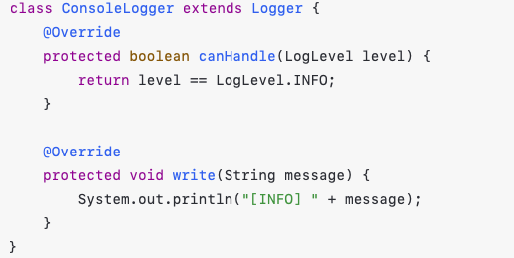 class ConsoleLogger extends Logger {
    @Override
    protected boolean canHandle(LogLevel level) {
        return level == LogLevel.INFO;
    }

    @Override
    protected void write(String message) {
        System.out.println("[INFO] " + message);
    }
}